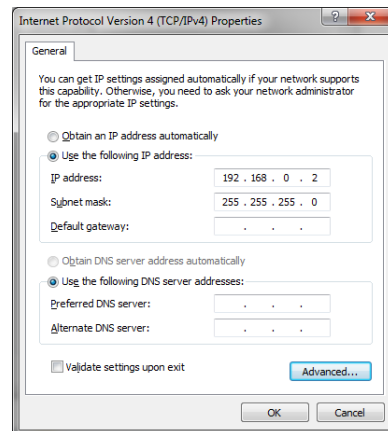 Internet Protocol Version 4 (TCP/IPv4) Properties
General
You can get IP settings assigned automatically if your network supports
this capability. Otherwise, you need to ask your network administrator
for the appropriate IP settings.
Obtain an IP address automatically
Use the following IP address:
IP address: 192 . 168 . 0 . 2
Subnet mask: 255 . 255 . 255 . 0
Default gateway: . . .
Obtain DNS server address automatically
Use the following DNS server addresses:
Preferred DNS server: . . .
Alternate DNS server: . . .
Validate settings upon exit
Advanced...
OK Cancel